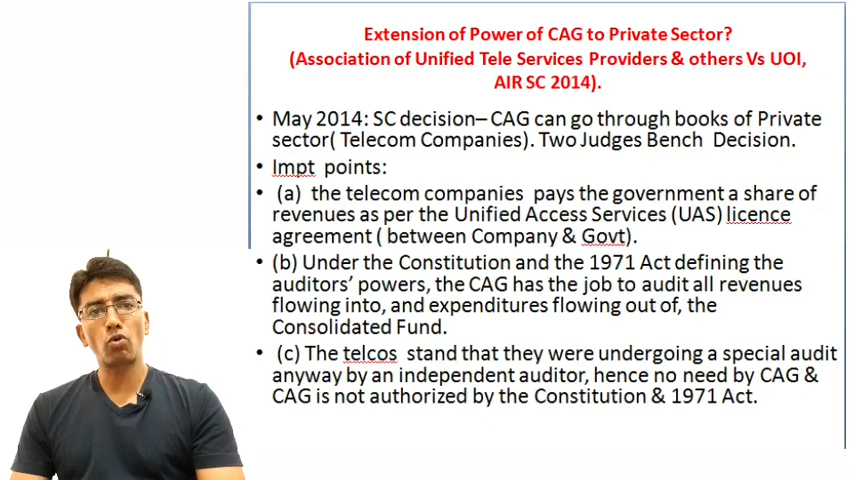 Extension of Power of CAG to Private Sector?
(Association of Unified Tele Services Providers & others Vs UOI,
AIR SC 2014).
• May 2014: SC decision– CAG can go through books of Private
sector( Telecom Companies). Two Judges Bench Decision.
• Impt points:
• (a) the telecom companies pays the government a share of
revenues as per the Unified Access Services (UAS) licence
agreement ( between Company & Govt).
• (b) Under the Constitution and the 1971 Act defining the
auditors’ powers, the CAG has the job to audit all revenues
flowing into, and expenditures flowing out of, the
Consolidated Fund.
• (c) The telcos stand that they were undergoing a special audit
anyway by an independent auditor, hence no need by CAG &
CAG is not authorized by the Constitution & 1971 Act.